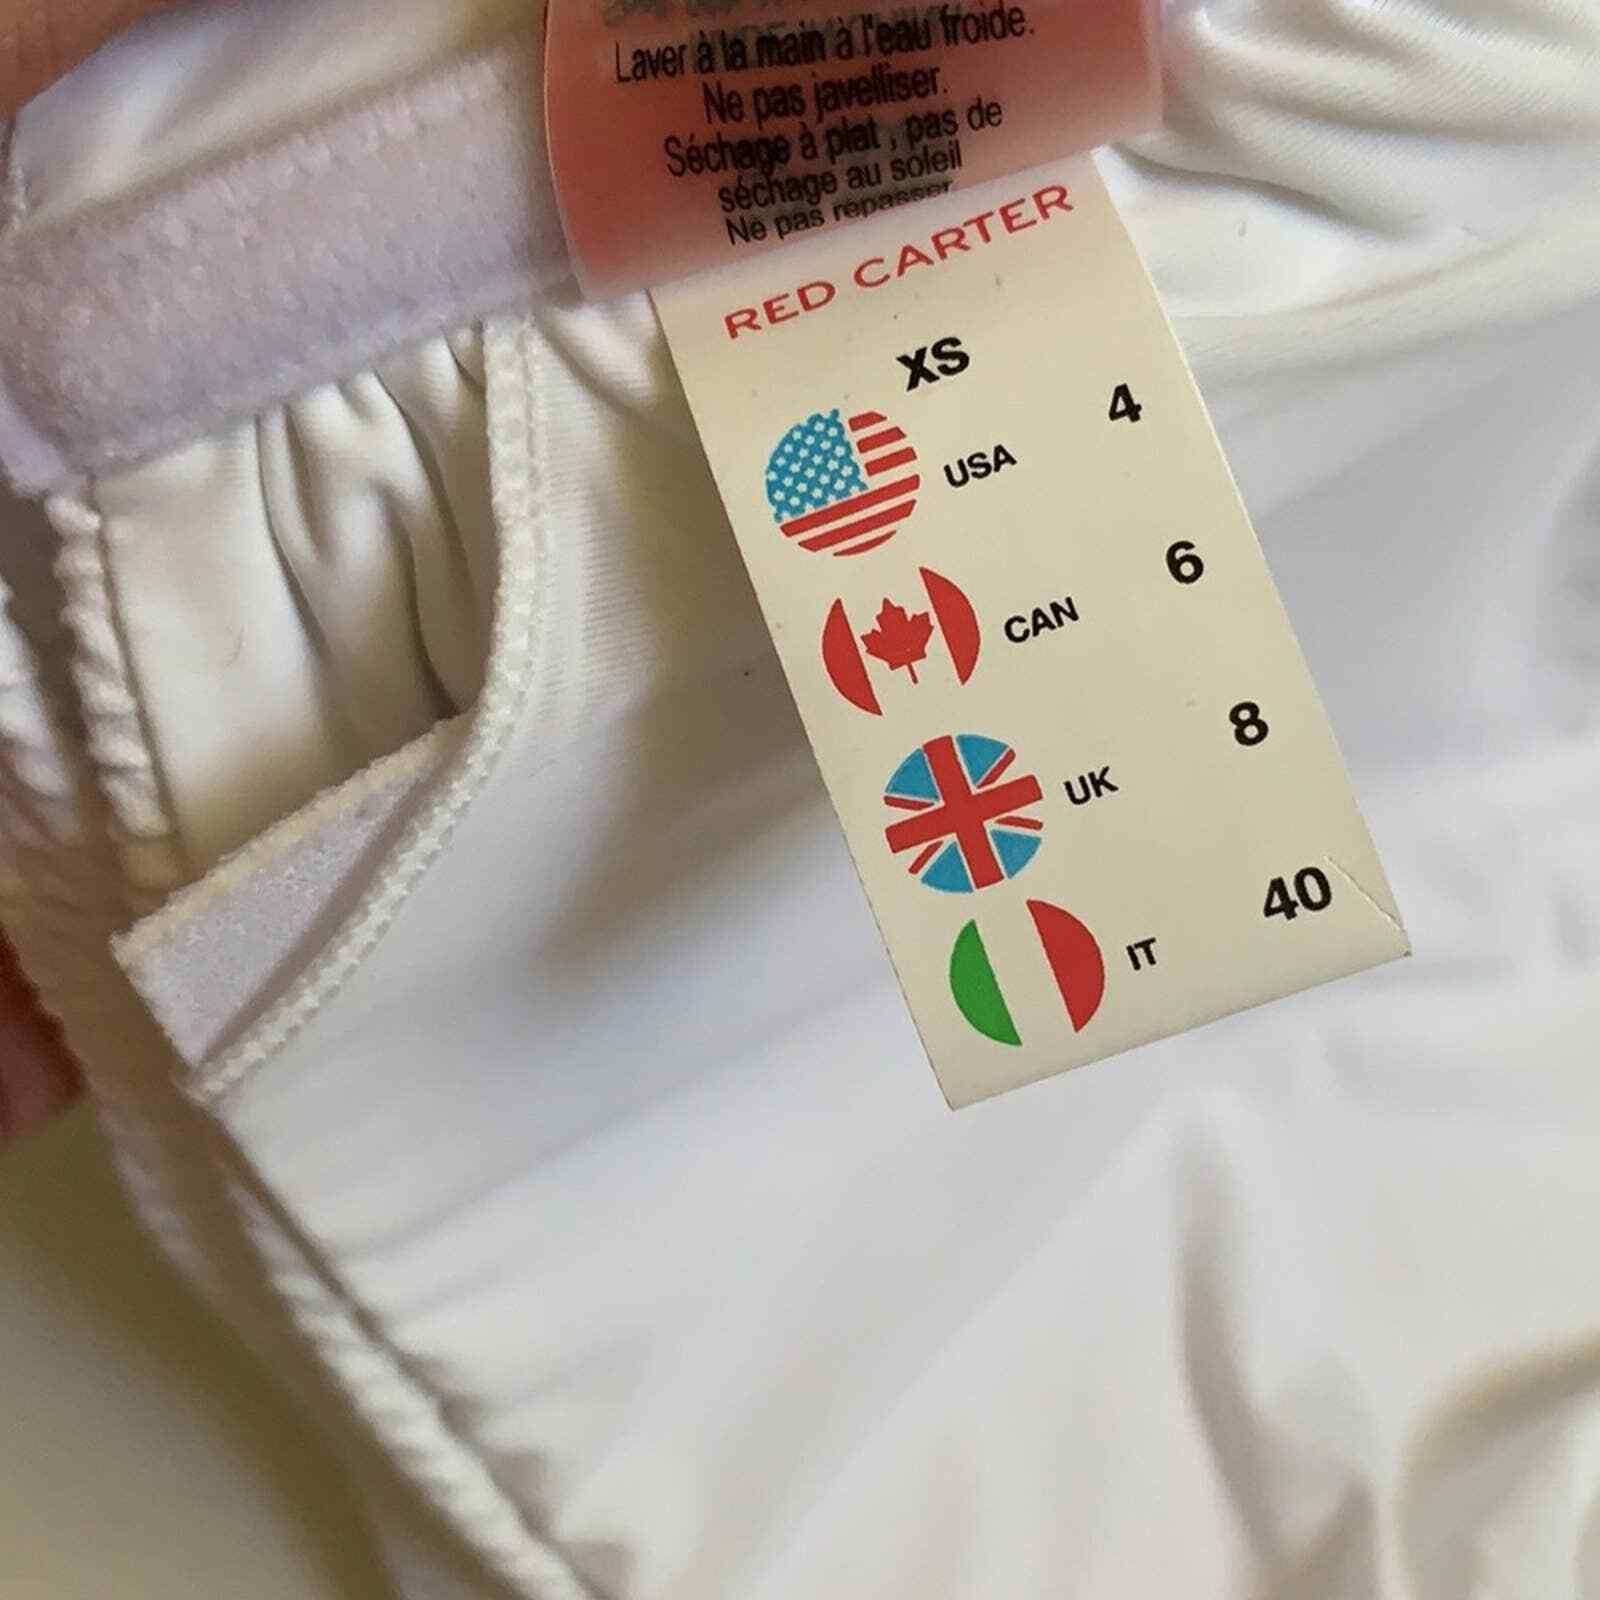 Laver à la main à l'eau froide.
Ne pas javelliser.
Séchage à plat , pas de
séchage au soleil
Ne pas repasser
RED CARTER
XS
USA 4
CAN 6
UK 8
IT 40